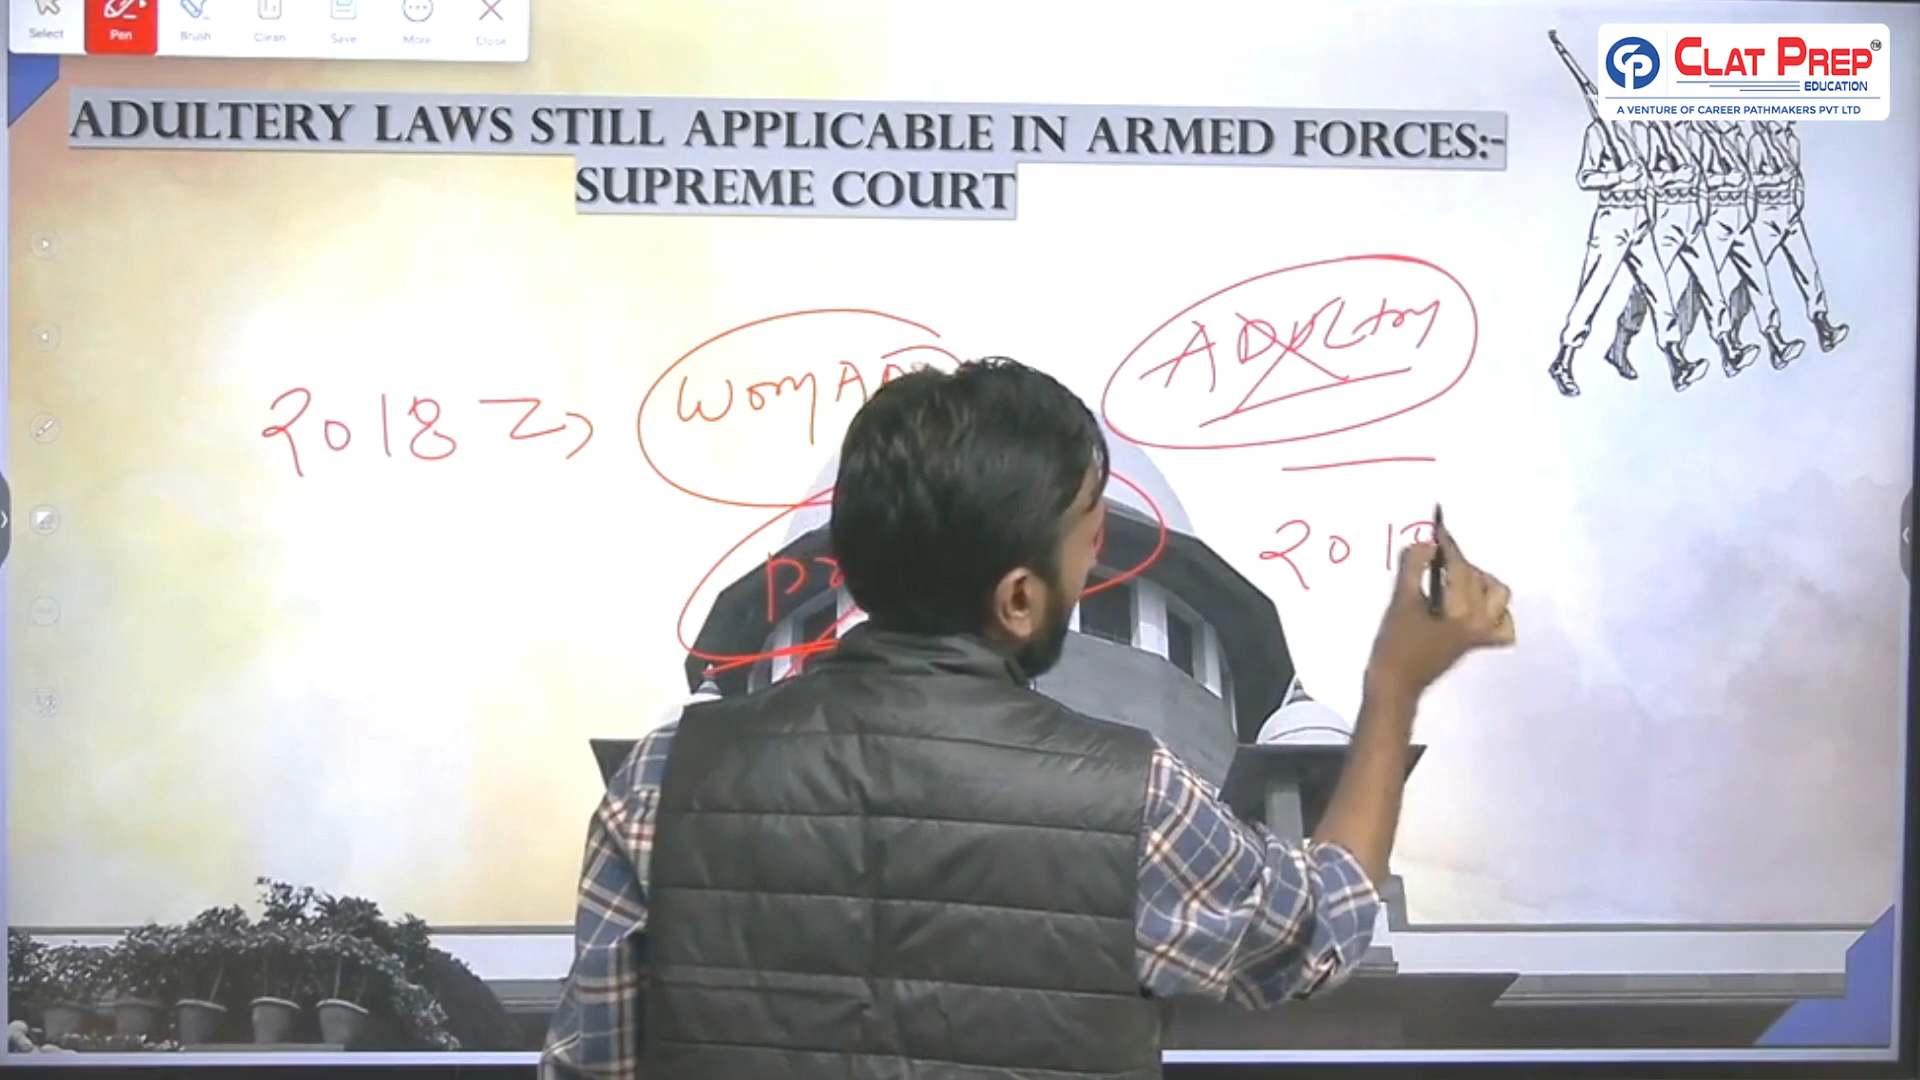 Select
Pen
Brush
Clean
Save
More
Close
CLAT PREP TM
EDUCATION
A VENTURE OF CAREER PATHMAKERS PVT LTD
ADULTERY LAWS STILL APPLICABLE IN ARMED FORCES:-
SUPREME COURT
2018